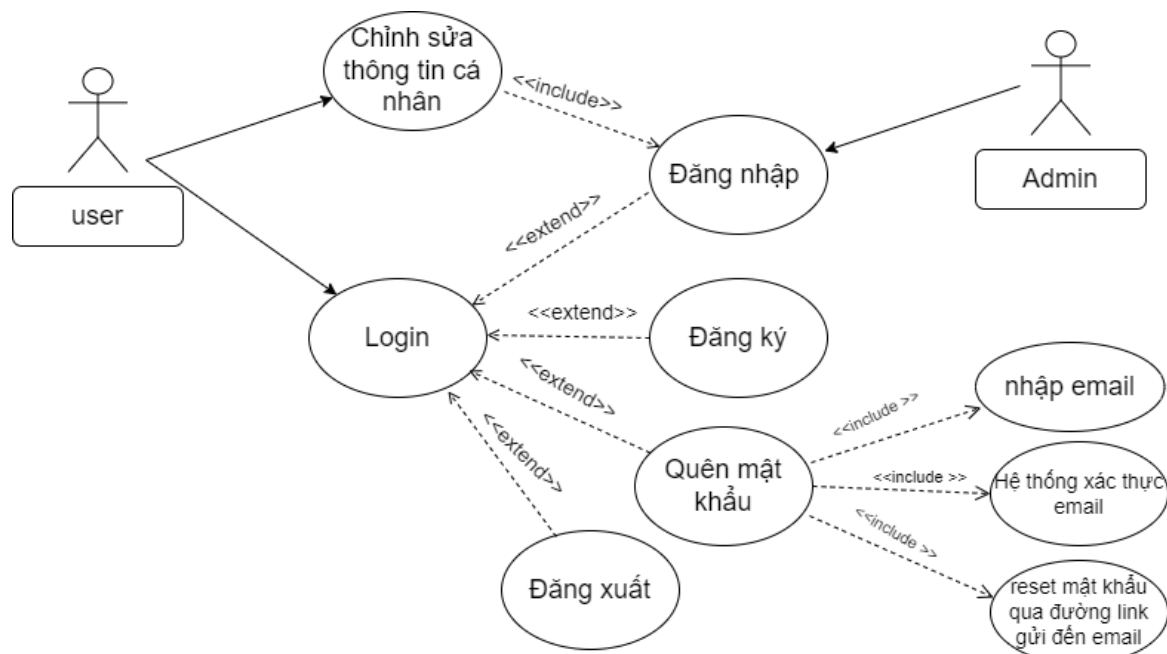 Chỉnh sửa
thông tin cá
nhân
<<include>>
user
Đăng nhập
Admin
<<extend>>
Login
<<extend>>
Đăng ký
<<extend>>
<<extend>>
Quên mật
khẩu
<<include >>
nhập email
<<include >>
Hệ thống xác thực
email
<<include >>
Đăng xuất
reset mật khẩu
qua đường link
gửi đến email